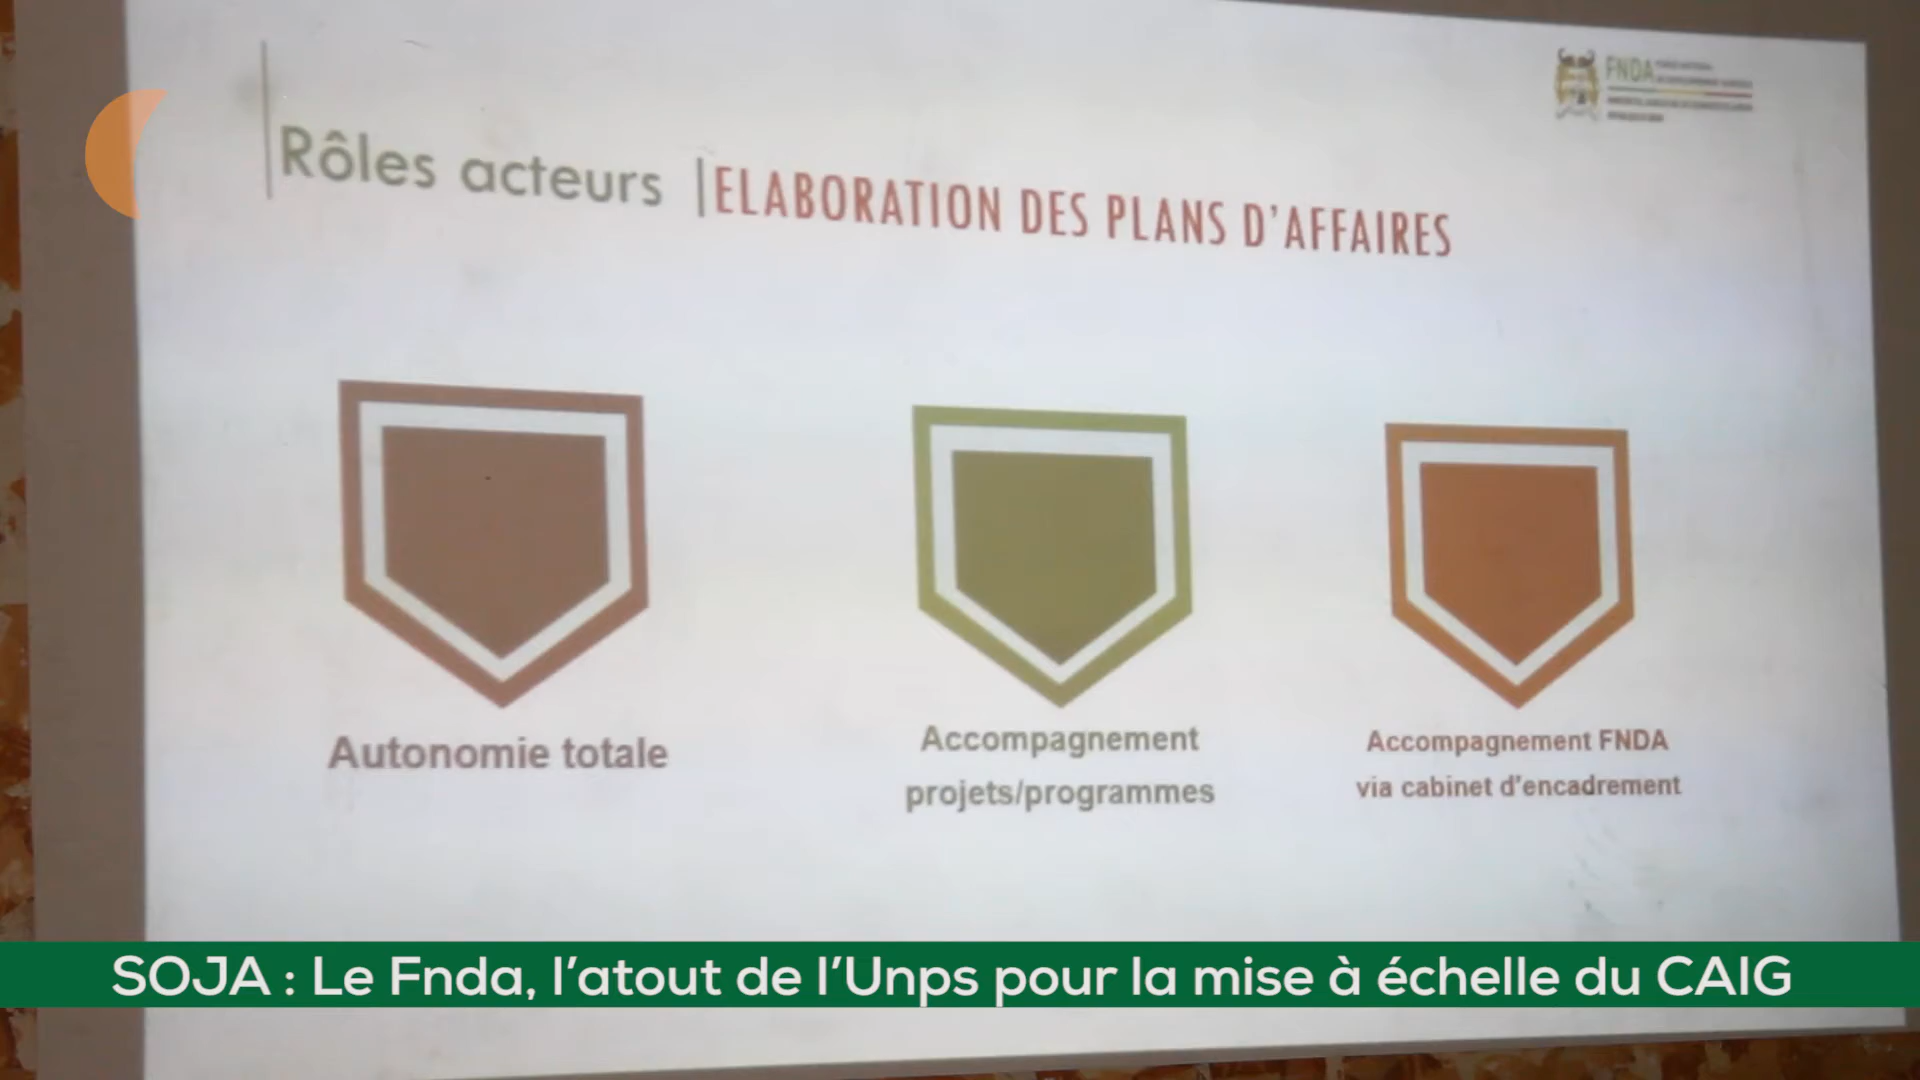 FNDA
Rôles acteurs |ELABORATION DES PLANS D'AFFAIRES
Autonomie totale
Accompagnement
projets/programmes
Accompagnement FNDA
via cabinet d'encadrement
SOJA : Le Fnda, l'atout de l'Unps pour la mise à échelle du CAIG